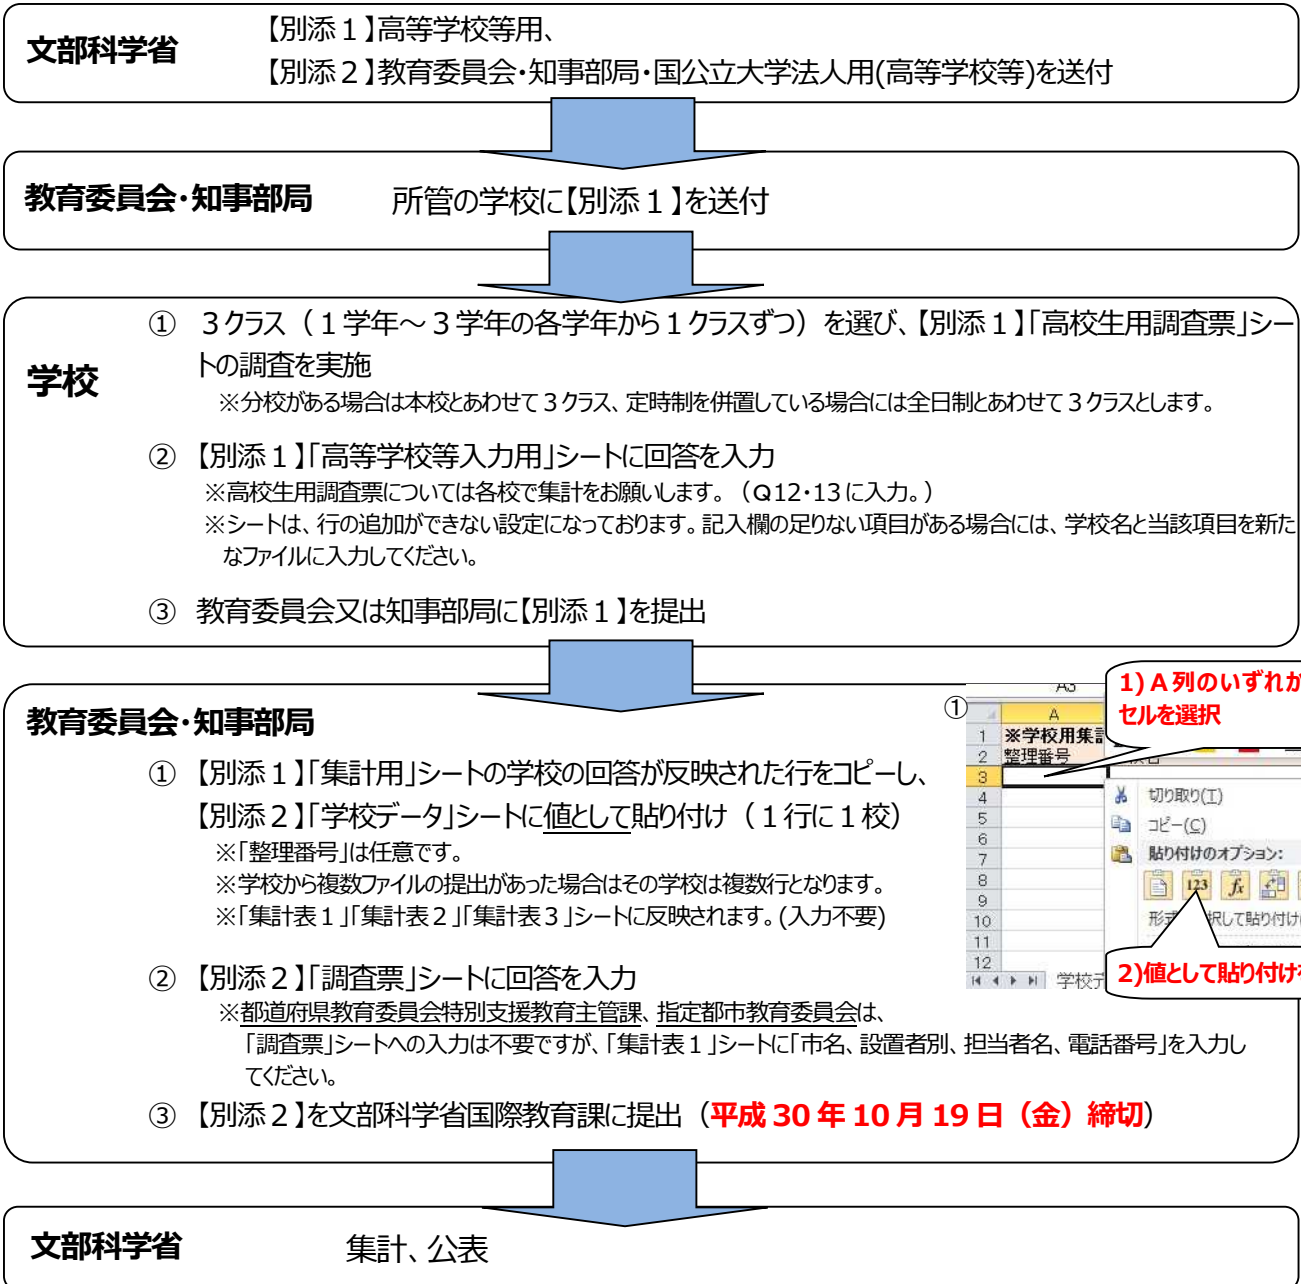 文部科学省
【別添１】高等学校等用、
【別添２】教育委員会・知事部局・国公立大学法人用(高等学校等)を送付
教育委員会・知事部局
所管の学校に【別添１】を送付
学校
① ３クラス（１学年～３学年の各学年から１クラスずつ）を選び、【別添１】「高校生用調査票」シー
トの調査を実施
※分校がある場合は本校とあわせて３クラス、定時制を併置している場合には全日制とあわせて３クラスとします。
② 【別添１】「高等学校等入力用」シートに回答を入力
※高校生用調査票については各校で集計をお願いします。（Q12・13に入力。）
※シートは、行の追加ができない設定になっております。記入欄の足りない項目がある場合には、学校名と当該項目を新た
なファイルに入力してください。
③ 教育委員会又は知事部局に【別添１】を提出
教育委員会・知事部局
① 【別添１】「集計用」シートの学校の回答が反映された行をコピーし、
【別添２】「学校データ」シートに値として貼り付け（１行に１校）
※「整理番号」は任意です。
※学校から複数ファイルの提出があった場合はその学校は複数行となります。
※「集計表１」「集計表２」「集計表３」シートに反映されます。(入力不要)
② 【別添２】「調査票」シートに回答を入力
※都道府県教育委員会特別支援教育主管課、指定都市教育委員会は、
「調査票」シートへの入力は不要ですが、「集計表１」シートに「市名、設置者別、担当者名、電話番号」を入力し
てください。
③ 【別添２】を文部科学省国際教育課に提出（平成 30 年 10 月 19 日（金）締切）
①
A3
1) A 列のいずれか
セルを選択
A
1 ※学校用集計
2 整理番号
3
4
5
6
7
8
9
10
11
12
切り取り(T)
コピー(C)
貼り付けのオプション:
123 fx
形式 択して貼り付け
2)値として貼り付け
学校デ
文部科学省
集計、公表